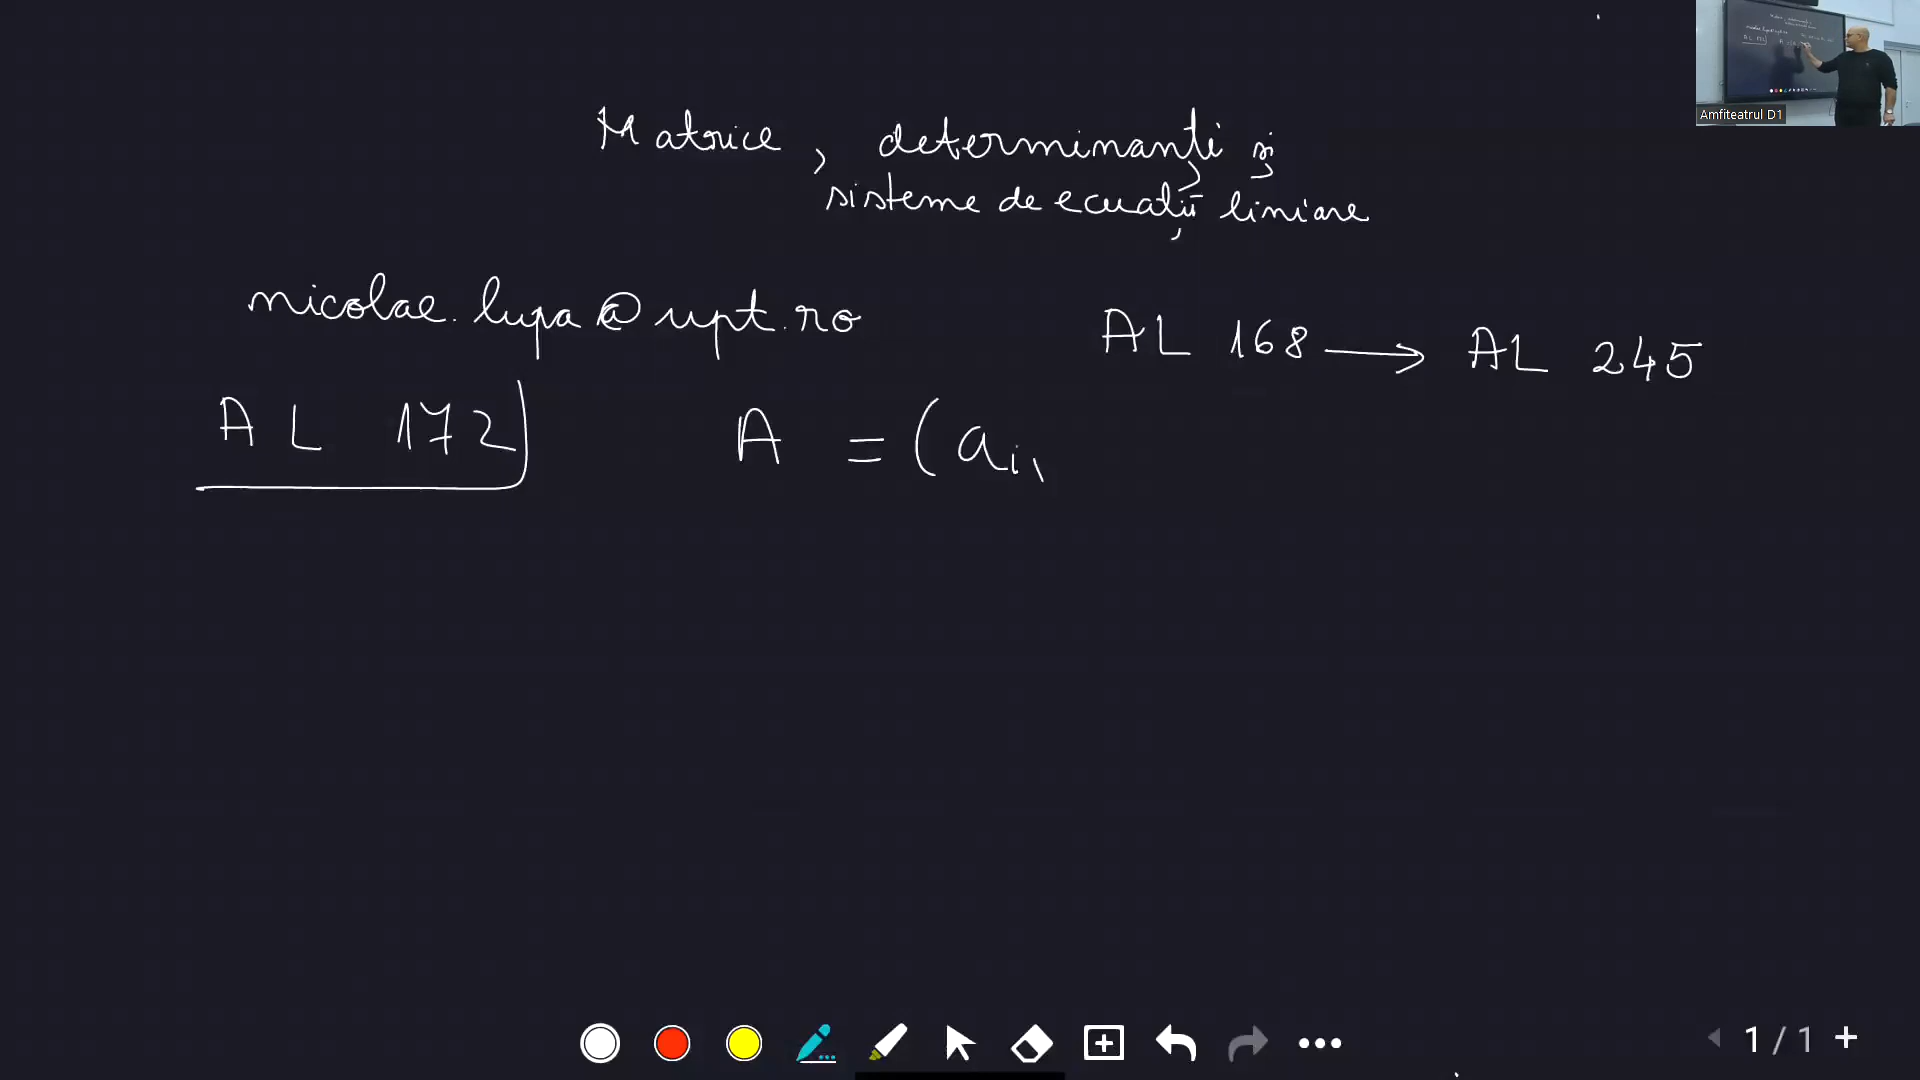 Matrice, determinanți și
sisteme de ecuații liniare
nicolae.lupa@upt.ro
AL 168 → AL 245
AL 172
A = (ai,
Amfiteatrul D1
1 / 1